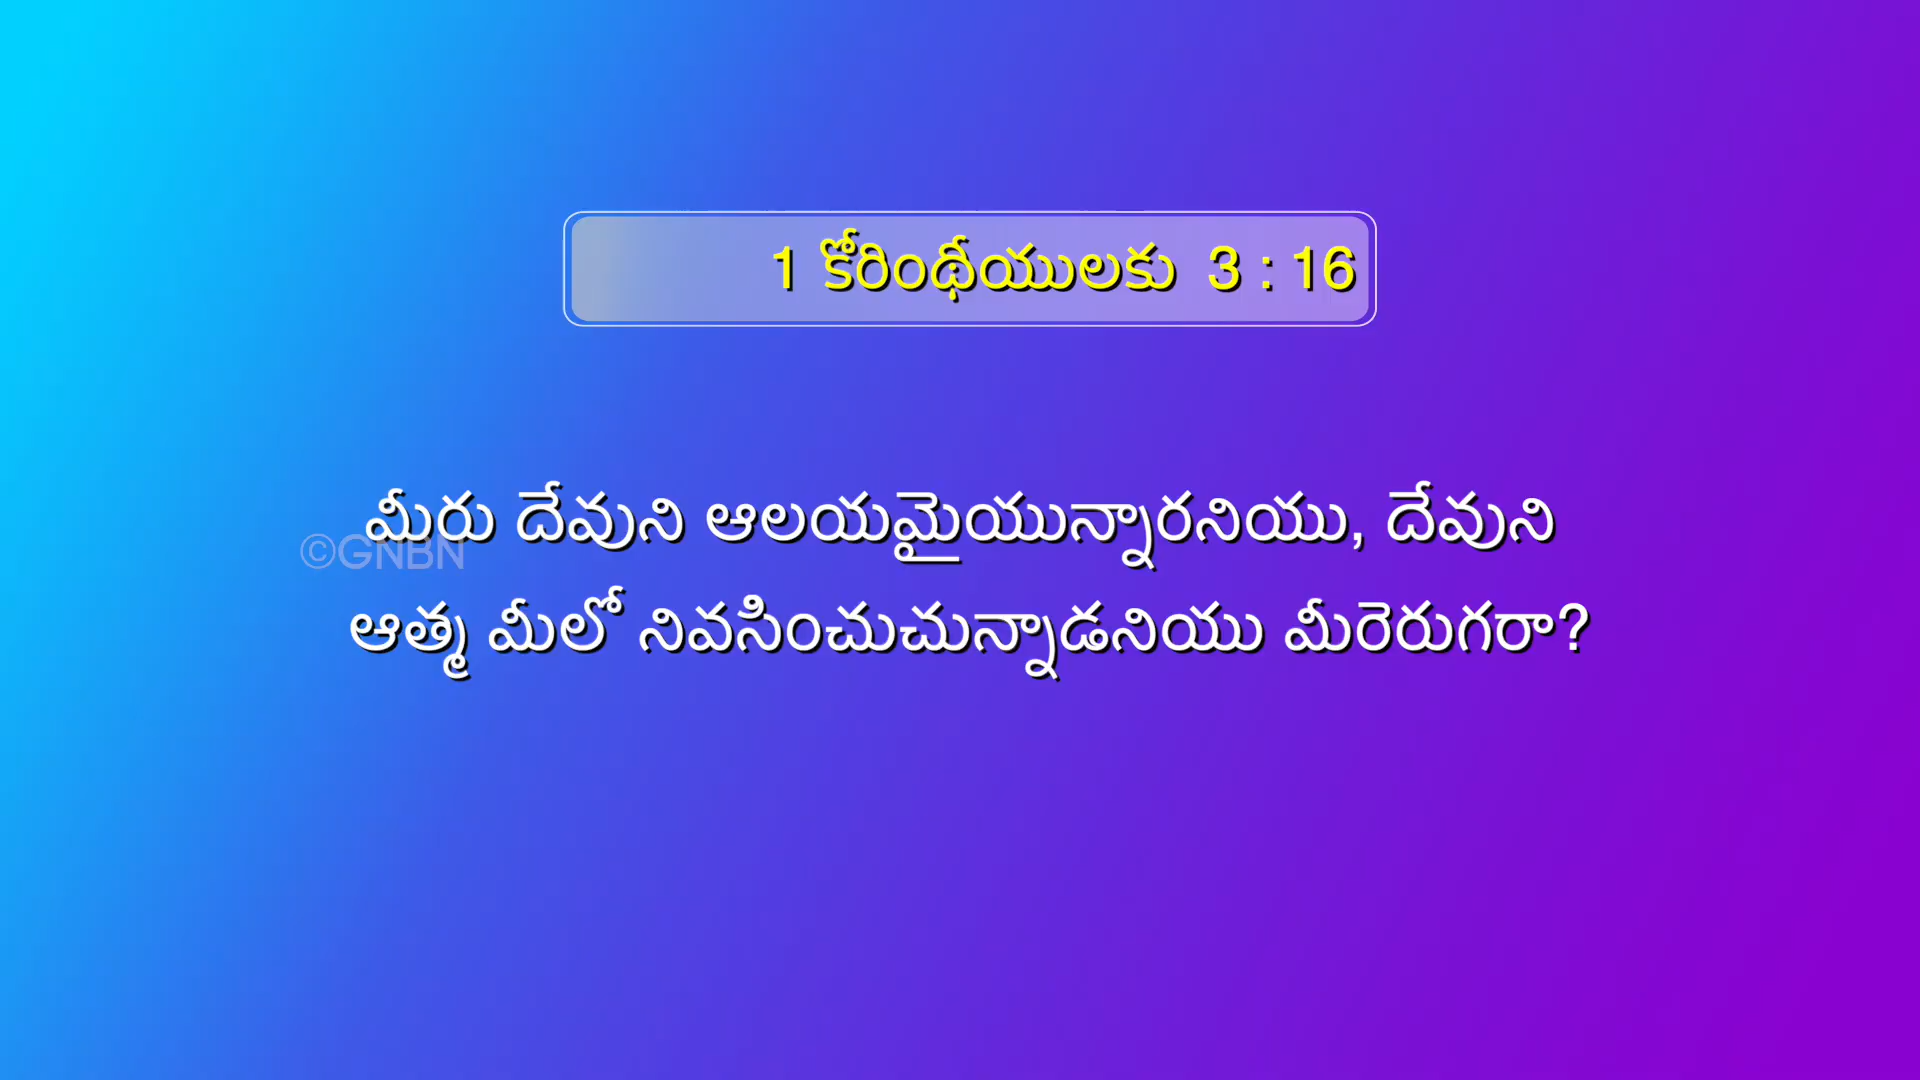 1 కోరింథీయులకు 3 : 16
మీరు దేవుని ఆలయమైయున్నారనియు, దేవుని
©GNBN
ఆత్మ మీలో నివసించుచున్నాడనియు మీరెరుగరా?